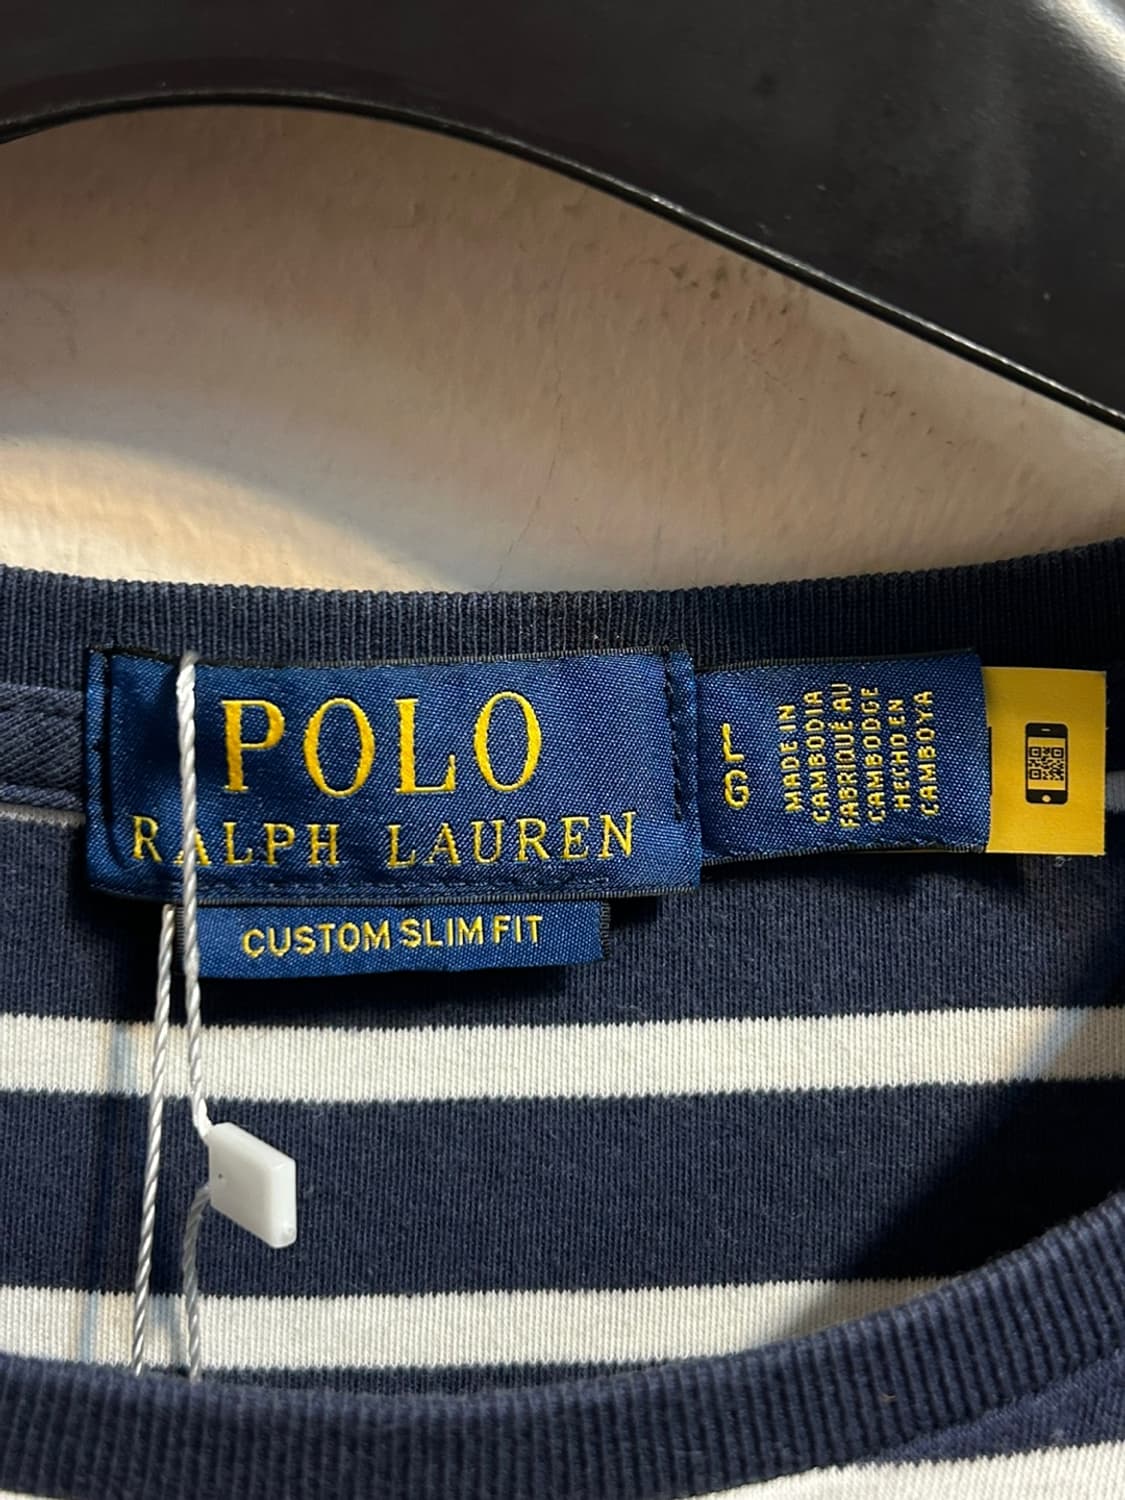 POLO
RALPH LAUREN
CUSTOM SLIM FIT
L
G
MADE IN
CAMBODIA
FABRIQUÉ AU
CAMBODGE
HECHO EN
CAMBOYA